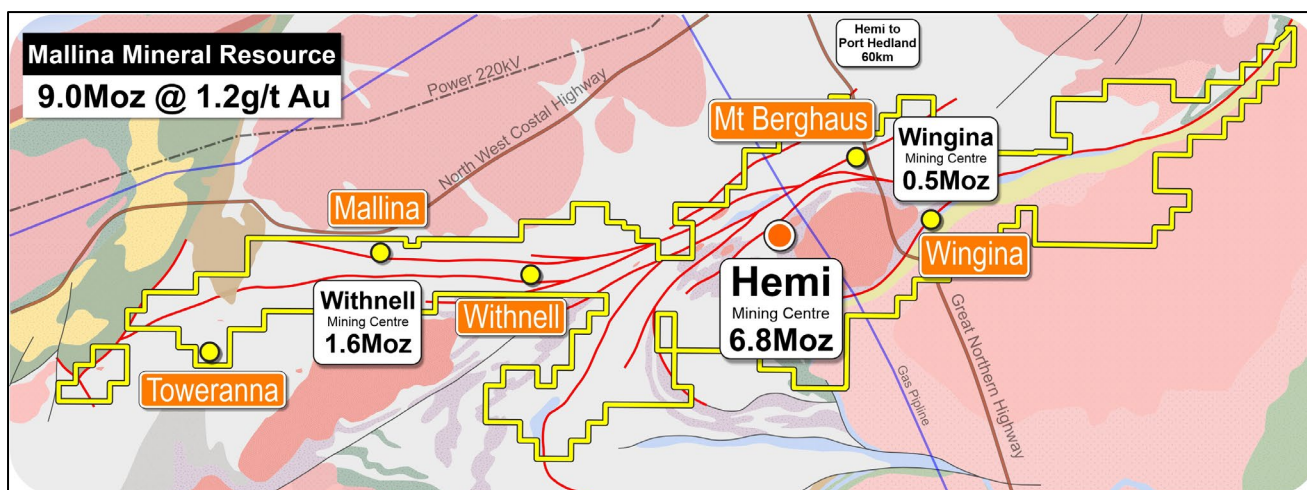 Mallina Mineral Resource
9.0Moz @ 1.2g/t Au
Power 220kV
North West Costal Highway
Hemi to
Port Hedland
60km
Mt Berghaus
Wingina
Mining Centre
0.5Moz
Mallina
Wingina
Withnell
Mining Centre
1.6Moz
Withnell
Hemi
Mining Centre
6.8Moz
Toweranna
Gas Pipline
Great Northern Highway